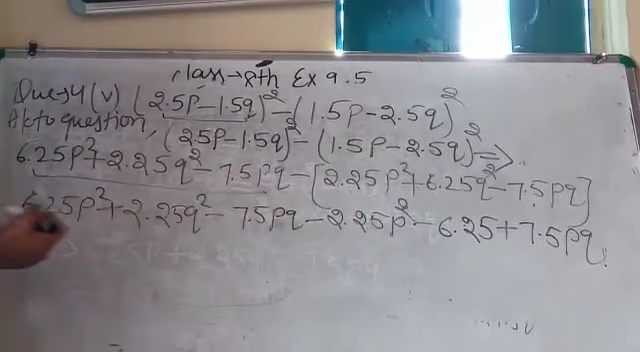 class→8th Ex 9.5
Que→4(v) (2.5p-1.5q)²-(1.5p-2.5q)²
Ak to question, (2.5p-1.5q)²-(1.5p-2.5q)²=>
6.25p²+2.25q²-7.5pq-[2.25p²+6.25q²-7.5pq]
6.25p²+2.25q²-7.5pq-2.25p²-6.25+7.5pq